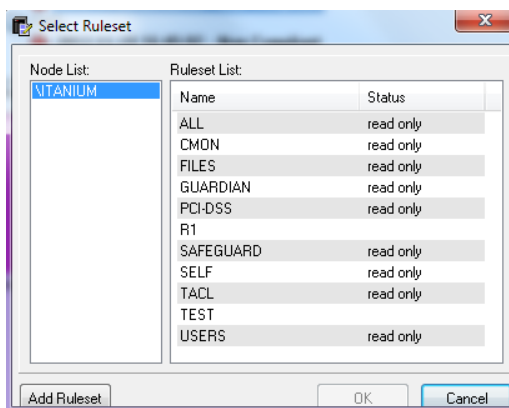 Select Ruleset
Node List:
Ruleset List:
\ITANIUM
Name Status
ALL read only
CMON read only
FILES read only
GUARDIAN read only
PCI-DSS read only
R1
SAFEGUARD read only
SELF read only
TACL read only
TEST
USERS read only
Add Ruleset
OK
Cancel